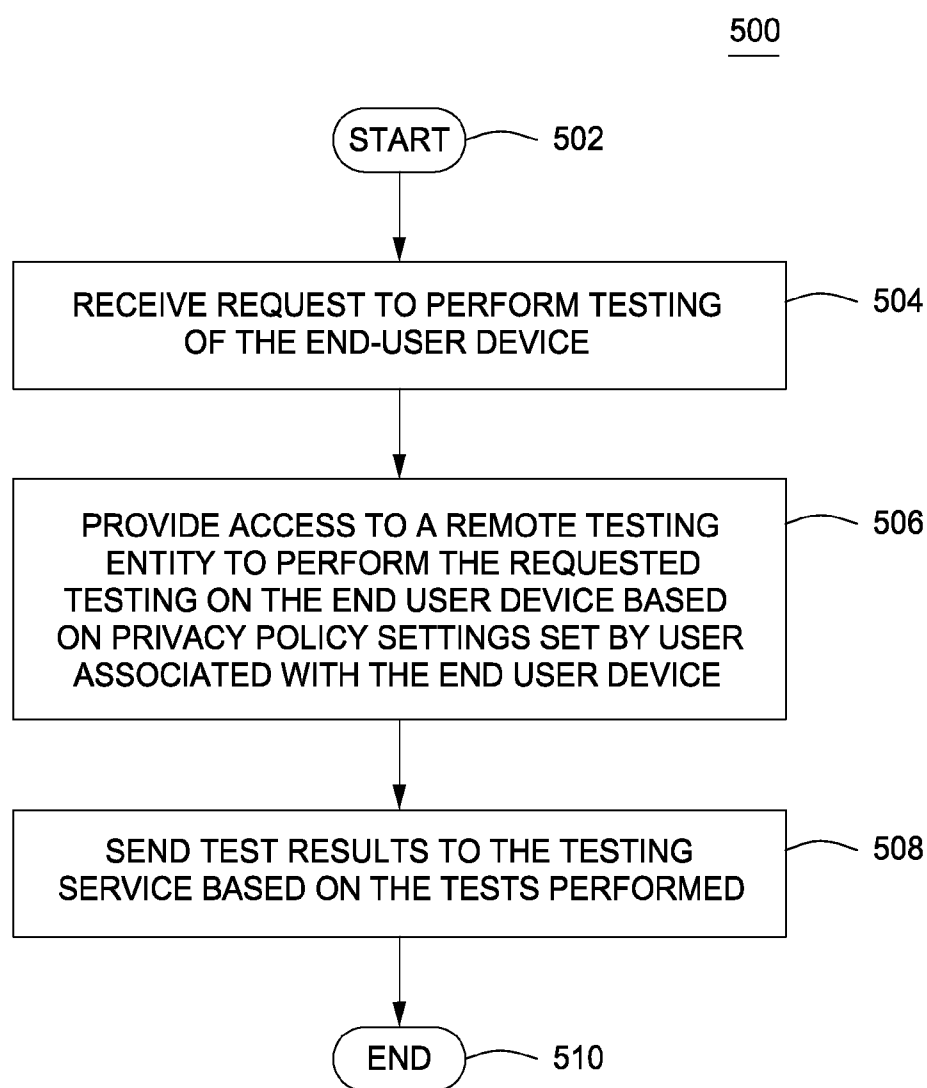 500
START
502
RECEIVE REQUEST TO PERFORM TESTING
OF THE END-USER DEVICE
504
PROVIDE ACCESS TO A REMOTE TESTING
ENTITY TO PERFORM THE REQUESTED
TESTING ON THE END USER DEVICE BASED
ON PRIVACY POLICY SETTINGS SET BY USER
ASSOCIATED WITH THE END USER DEVICE
506
SEND TEST RESULTS TO THE TESTING
SERVICE BASED ON THE TESTS PERFORMED
508
END
510